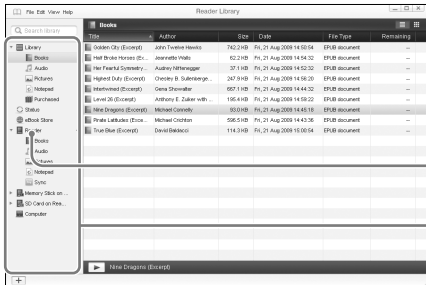 File Edit View Help
Reader Library
Search library
Books
Title Author Size Date File Type Remaining
Library
Books
Audio
Pictures
Notepad
Purchased
Status
eBook Store
Reader
Books
Audio
Pictures
Notepad
Sync
Memory Stick on ...
SD Card on Rea...
Computer
Golden City (Excerpt) John Twelve Hawks 742.2 KB Fri, 21 Aug 2009 14:50:54 EPUB document --
Half Broke Horses (Ex... Jeannette Walls 62.2 KB Fri, 21 Aug 2009 14:54:32 EPUB document --
Her Fearful Symmetry... Audrey Niffenegger 37.1 KB Fri, 21 Aug 2009 14:52:32 EPUB document --
Highest Duty (Excerpt) Chesley B. Sullenberge... 247.9 KB Fri, 21 Aug 2009 14:56:20 EPUB document --
Intertwined (Excerpt) Gena Showalter 667.1 KB Fri, 21 Aug 2009 14:44:32 EPUB document --
Level 26 (Excerpt) Anthony E. Zuiker with ... 195.4 KB Fri, 21 Aug 2009 14:59:22 EPUB document --
Nine Dragons (Excerpt) Michael Connelly 93.0 KB Fri, 21 Aug 2009 14:45:18 EPUB document --
Pirate Latitudes (Exce... Michael Crichton 596.5 KB Fri, 21 Aug 2009 14:43:36 EPUB document --
True Blue (Excerpt) David Baldacci 114.3 KB Fri, 21 Aug 2009 15:00:54 EPUB document --
Nine Dragons (Excerpt)